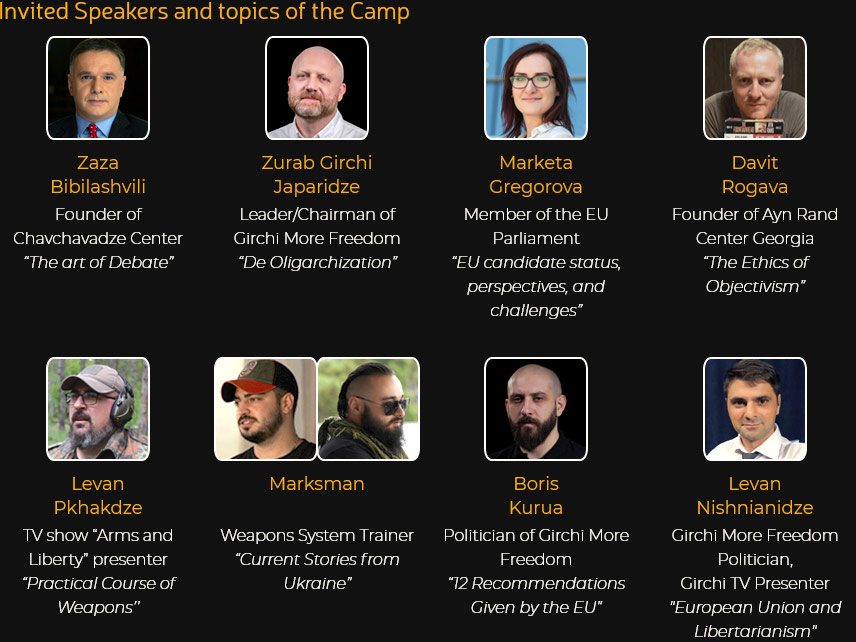 Invited Speakers and topics of the Camp
Zaza
Bibilashvili
Founder of
Chavchavadze Center
“The art of Debate”
Zurab Girchi
Japaridze
Leader/Chairman of
Girchi More Freedom
“De Oligarchization”
Marketa
Gregorova
Member of the EU
Parliament
“EU candidate status,
perspectives, and
challenges”
Davit
Rogava
Founder of Ayn Rand
Center Georgia
“The Ethics of
Objectivism”
Levan
Pkhakdze
TV show “Arms and
Liberty” presenter
“Practical Course of
Weapons''
Marksman
Weapons System Trainer
“Current Stories from
Ukraine”
Boris
Kurua
Politician of Girchi More
Freedom
“12 Recommendations
Given by the EU”
Levan
Nishnianidze
Girchi More Freedom
Politician,
Girchi TV Presenter
"European Union and
Libertarianism"